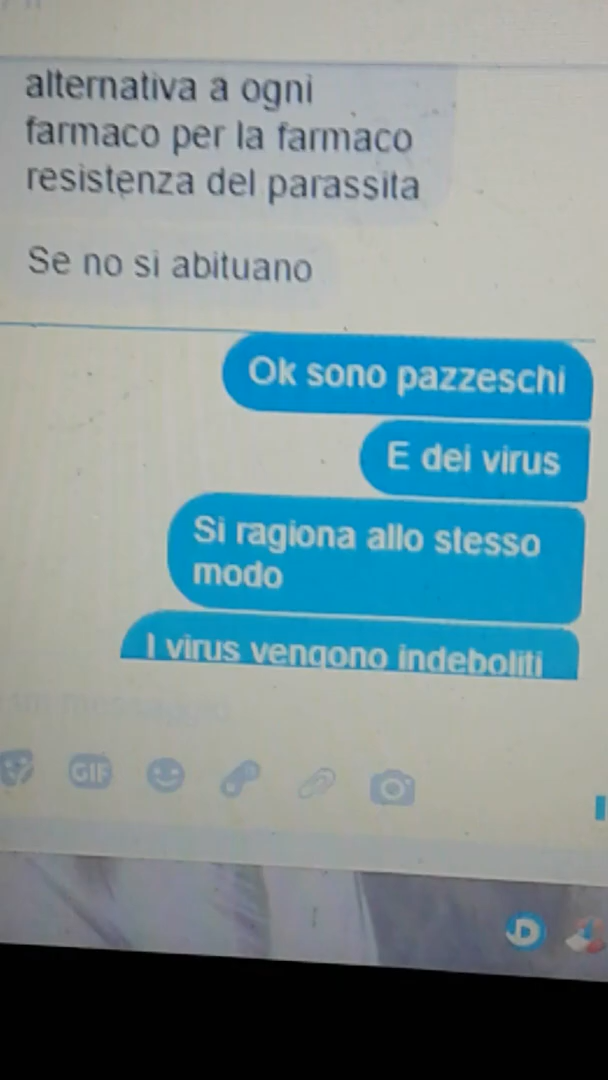 alternativa a ogni
farmaco per la farmaco
resistenza del parassita
Se no si abituano
Ok sono pazzeschi
E dei virus
Si ragiona allo stesso
modo
I virus vengono indeboliti
GIF
D